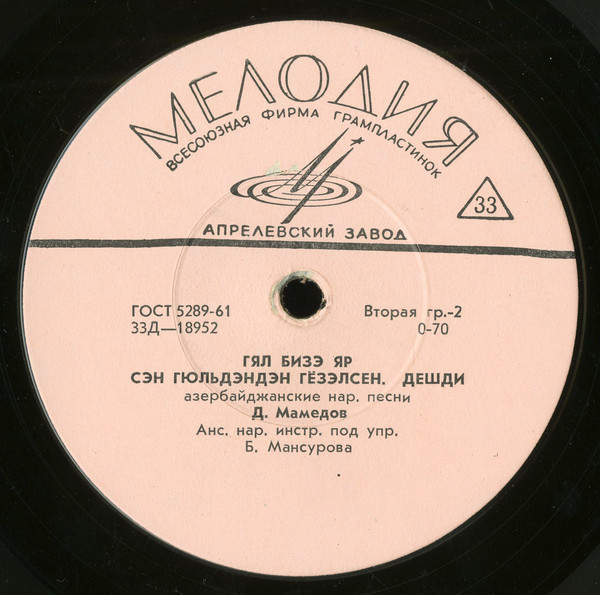 МЕЛОДИЯ
ВСЕСОЮЗНАЯ ФИРМА ГРАМПЛАСТИНОК
33
АПРЕЛЕВСКИЙ ЗАВОД
ГОСТ 5289-61 Вторая гр.-2
33Д—18952 0-70
ГЯЛ БИЗЭ ЯР
СЭН ГЮЛЬДЭНДЭН ГЁЗЭЛСЕН. ДЕШДИ
азербайджанские нар. песни
Д. Мамедов
Анс. нар. инстр. под упр.
Б. Мансурова